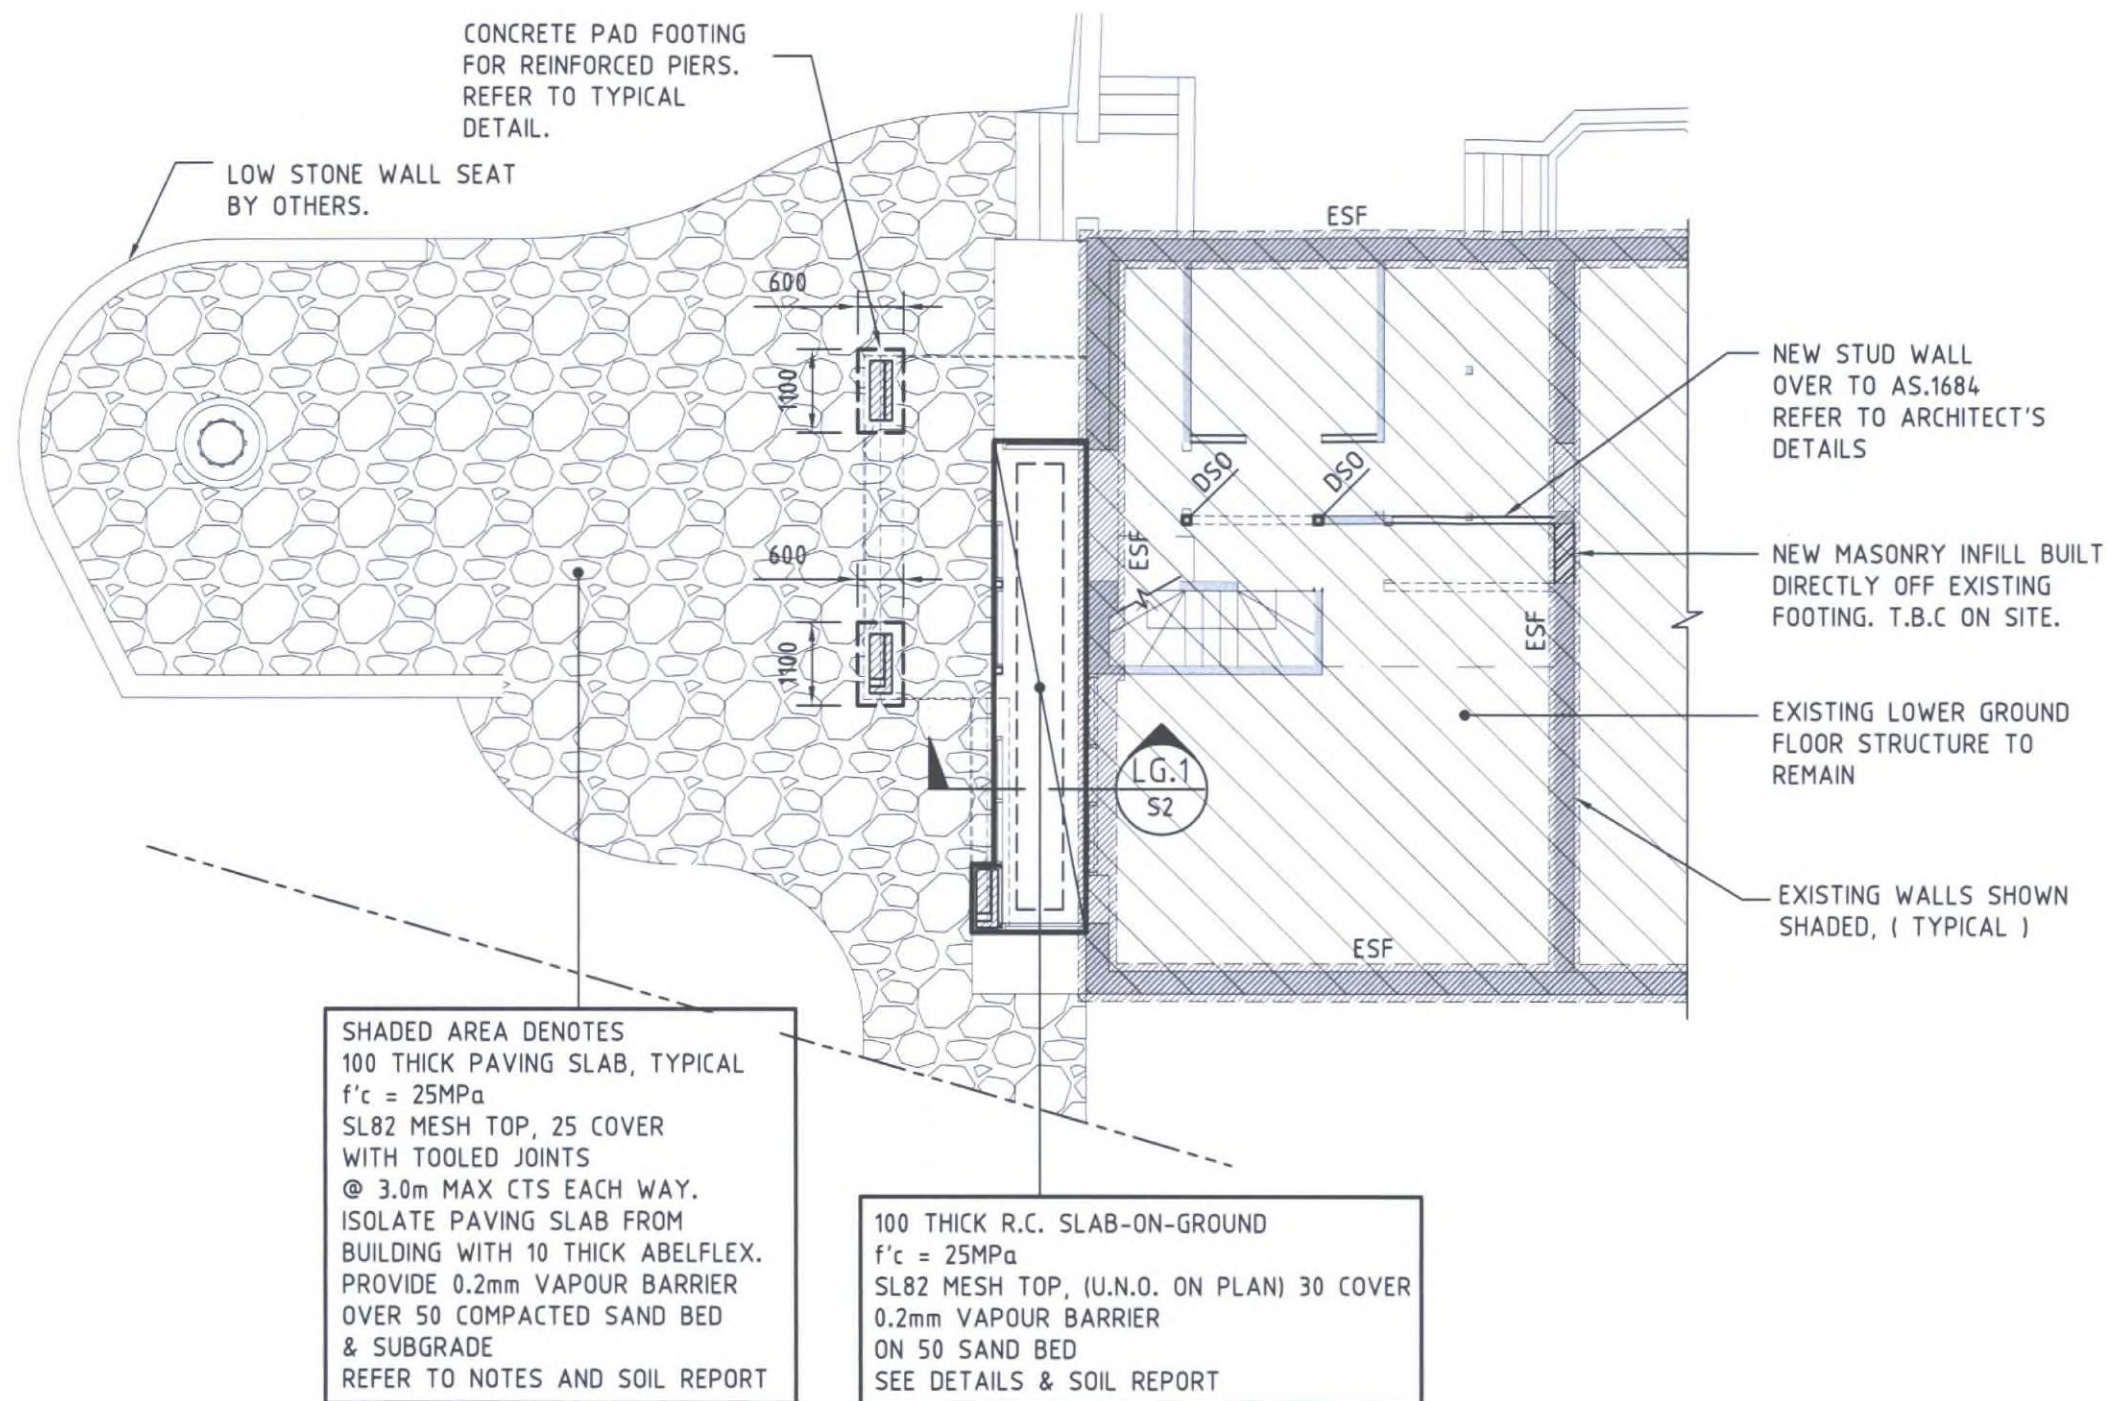 CONCRETE PAD FOOTING
FOR REINFORCED PIERS.
REFER TO TYPICAL
DETAIL.
LOW STONE WALL SEAT
BY OTHERS.
ESF
600
1100
NEW STUD WALL
OVER TO AS.1684
REFER TO ARCHITECT'S
DETAILS
DSO
DSO
ESF
600
1100
NEW MASONRY INFILL BUILT
DIRECTLY OFF EXISTING
FOOTING. T.B.C ON SITE.
ESF
EXISTING LOWER GROUND
FLOOR STRUCTURE TO
REMAIN
LG.1
S2
EXISTING WALLS SHOWN
SHADED, ( TYPICAL )
ESF
SHADED AREA DENOTES
100 THICK PAVING SLAB, TYPICAL
f'c = 25MPa
SL82 MESH TOP, 25 COVER
WITH TOOLED JOINTS
@ 3.0m MAX CTS EACH WAY.
ISOLATE PAVING SLAB FROM
BUILDING WITH 10 THICK ABELFLEX.
PROVIDE 0.2mm VAPOUR BARRIER
OVER 50 COMPACTED SAND BED
& SUBGRADE
REFER TO NOTES AND SOIL REPORT
100 THICK R.C. SLAB-ON-GROUND
f'c = 25MPa
SL82 MESH TOP, (U.N.O. ON PLAN) 30 COVER
0.2mm VAPOUR BARRIER
ON 50 SAND BED
SEE DETAILS & SOIL REPORT